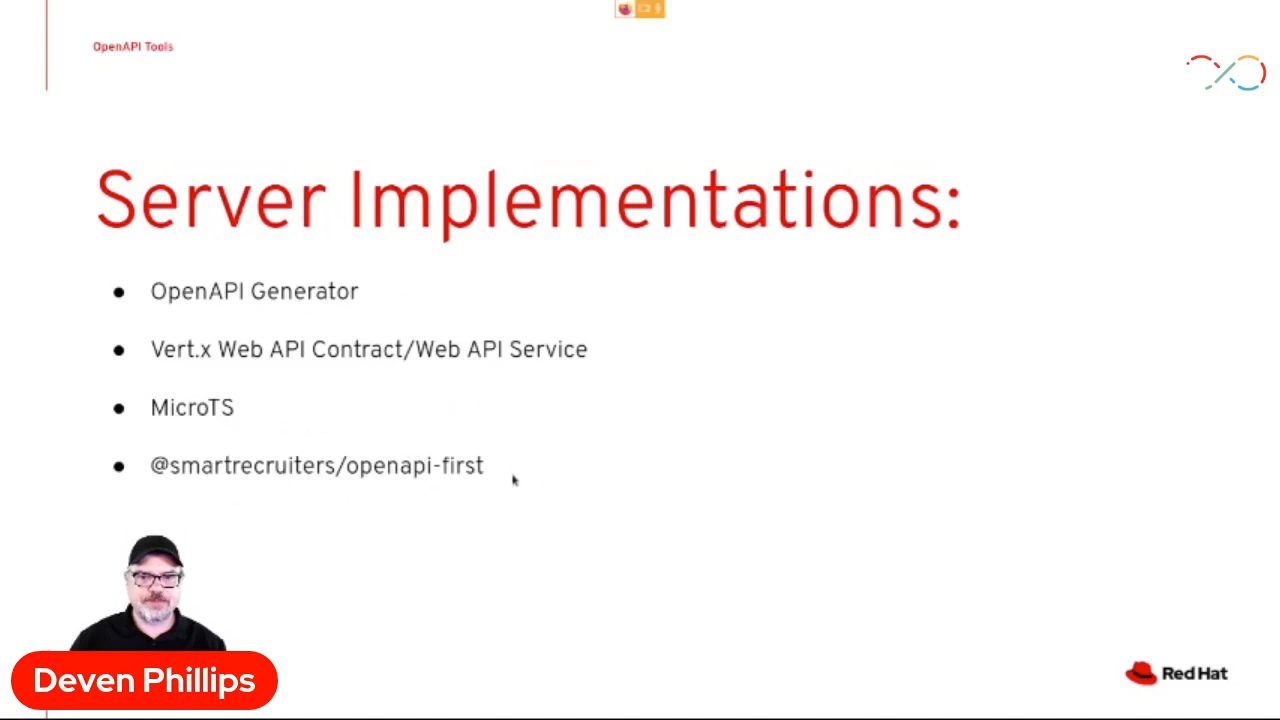 OpenAPI Tools
Server Implementations:
OpenAPI Generator
Vert.x Web API Contract/Web API Service
MicroTS
@smartrecruiters/openapi-first
Deven Phillips
Red Hat